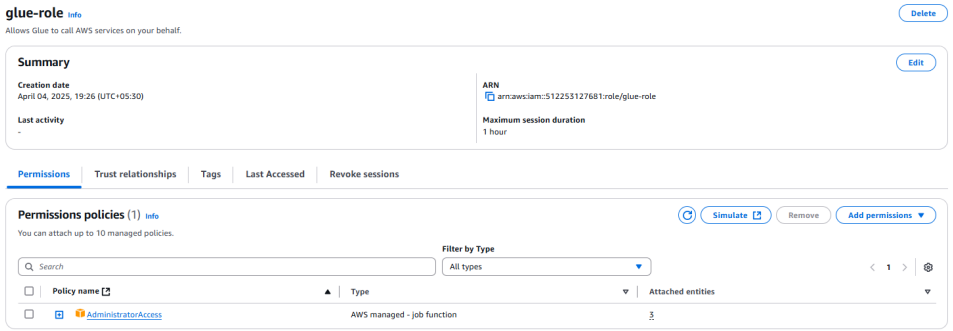 glue-role Info
Delete
Allows Glue to call AWS services on your behalf.
Summary
Edit
Creation date
April 04, 2025, 19:26 (UTC+05:30)
ARN
arn:aws:iam::512253127681:role/glue-role
Last activity
-
Maximum session duration
1 hour
Permissions Trust relationships Tags Last Accessed Revoke sessions
Permissions policies (1) Info
Simulate Remove Add permissions
You can attach up to 10 managed policies.
Filter by Type
Search
All types
1
Policy name Type Attached entities
AdministratorAccess AWS managed - job function 3